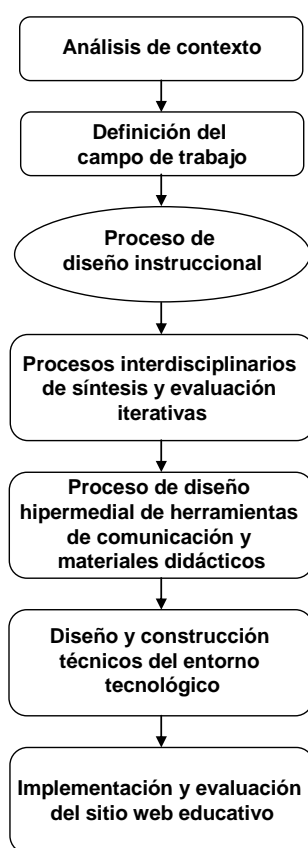 Análisis de contexto
Definición del
campo de trabajo
Proceso de
diseño instruccional
Procesos interdisciplinarios
de síntesis y evaluación
iterativas
Proceso de diseño
hipermedial de herramientas
de comunicación y
materiales didácticos
Diseño y construcción
técnicos del entorno
tecnológico
Implementación y evaluación
del sitio web educativo